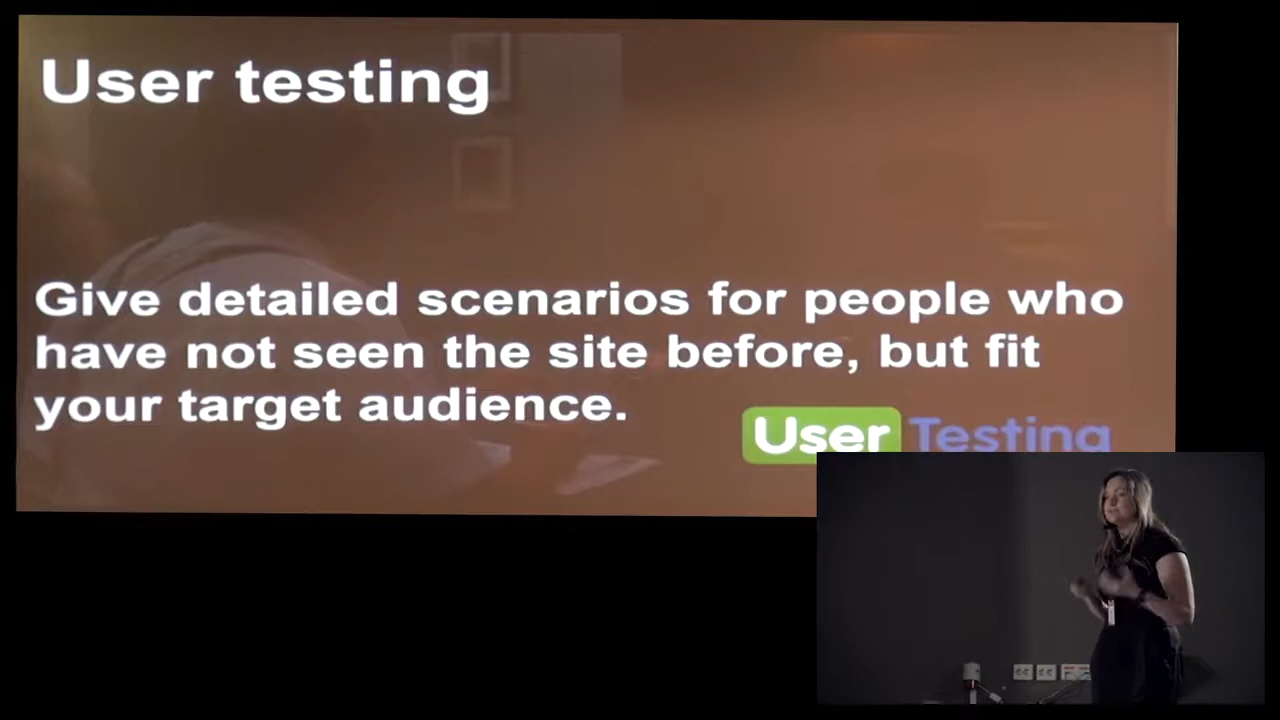 User testing
Give detailed scenarios for people who
have not seen the site before, but fit
your target audience.
User Testing